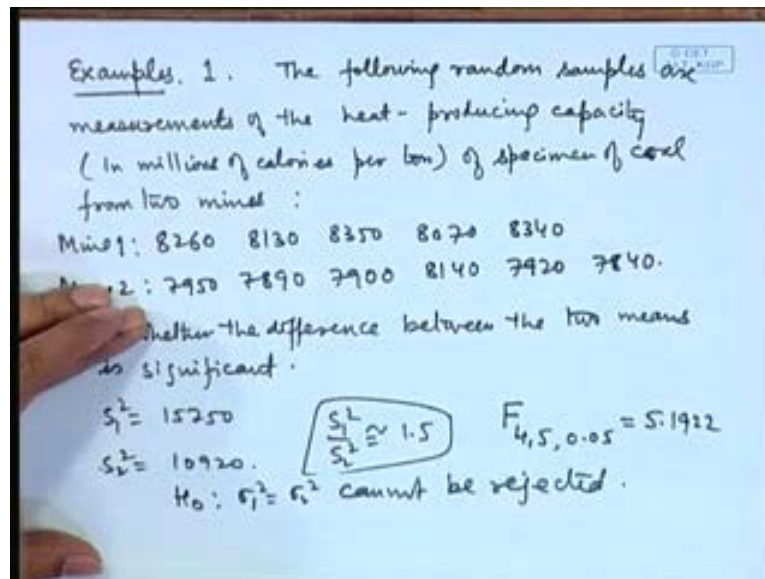 Examples. 1. The following random samples are
measurements of the heat-producing capacity
(in millions of calories per ton) of specimen of coal
from two mines :
Mine 1: 8260 8130 8350 8070 8340
2: 7950 7890 7900 8140 7920 7840.
whether the difference between the two means
is significant.
S₁² = 15750 S₁²/S₂² ≅ 1.5 F₄,₅,₀.₀₅ = 5.1922
S₂² = 10920.
H₀: σ₁² = σ₂² cannot be rejected.